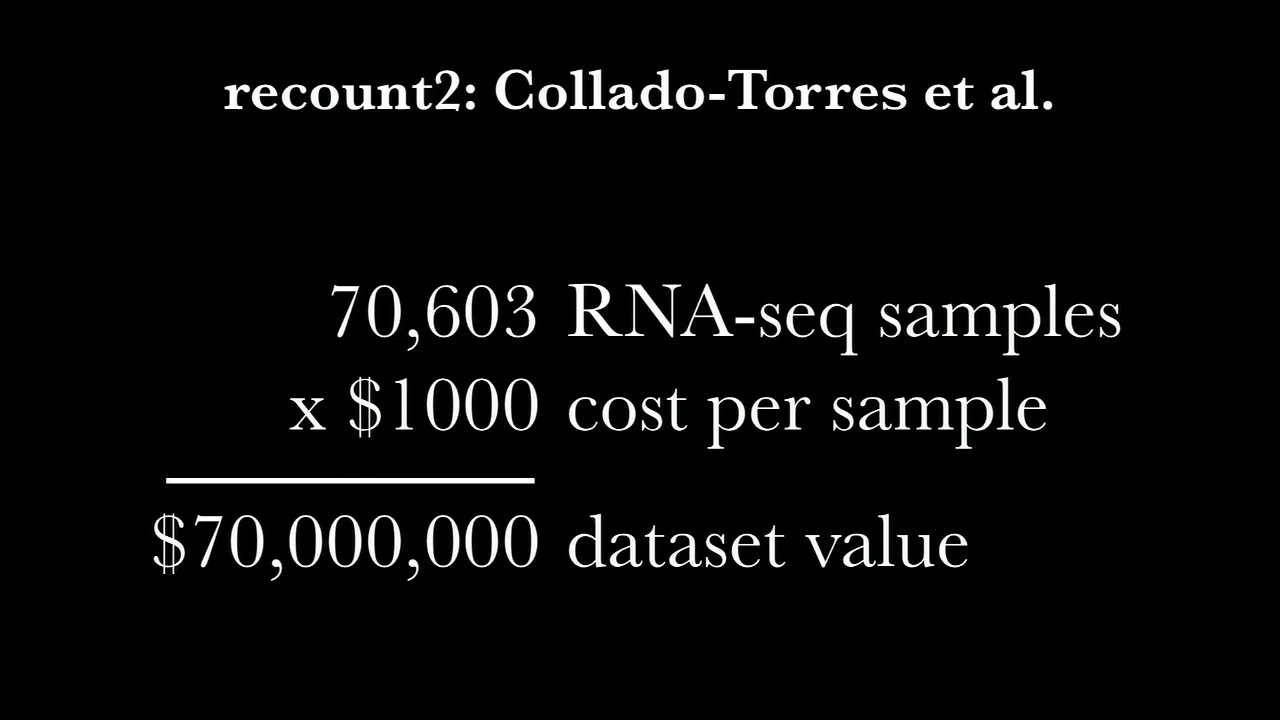 recount2: Collado-Torres et al.
70,603 RNA-seq samples
x $1000 cost per sample
$70,000,000 dataset value